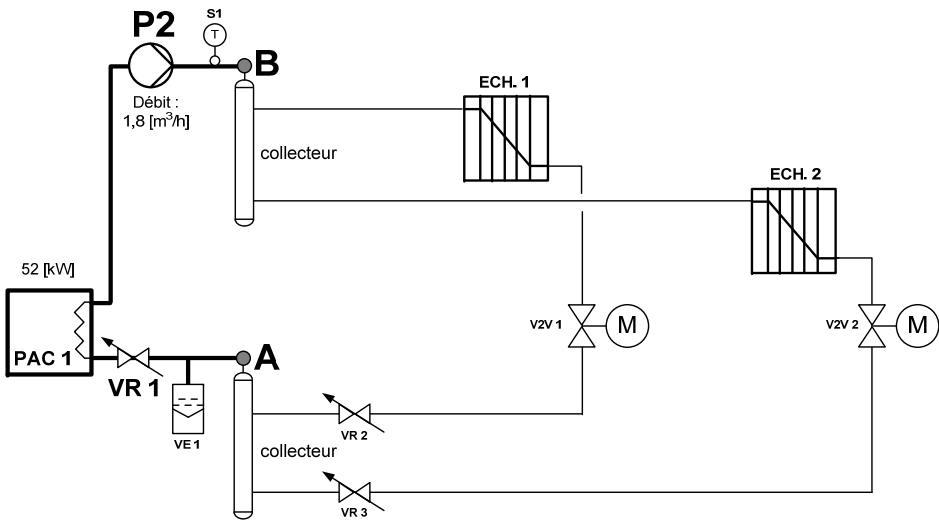 P2
S1
T
B
Débit :
1,8 [m³/h]
collecteur
ECH. 1
ECH. 2
52 [kW]
PAC 1
VR 1
VE 1
A
V2V 1
M
V2V 2
M
VR 2
collecteur
VR 3